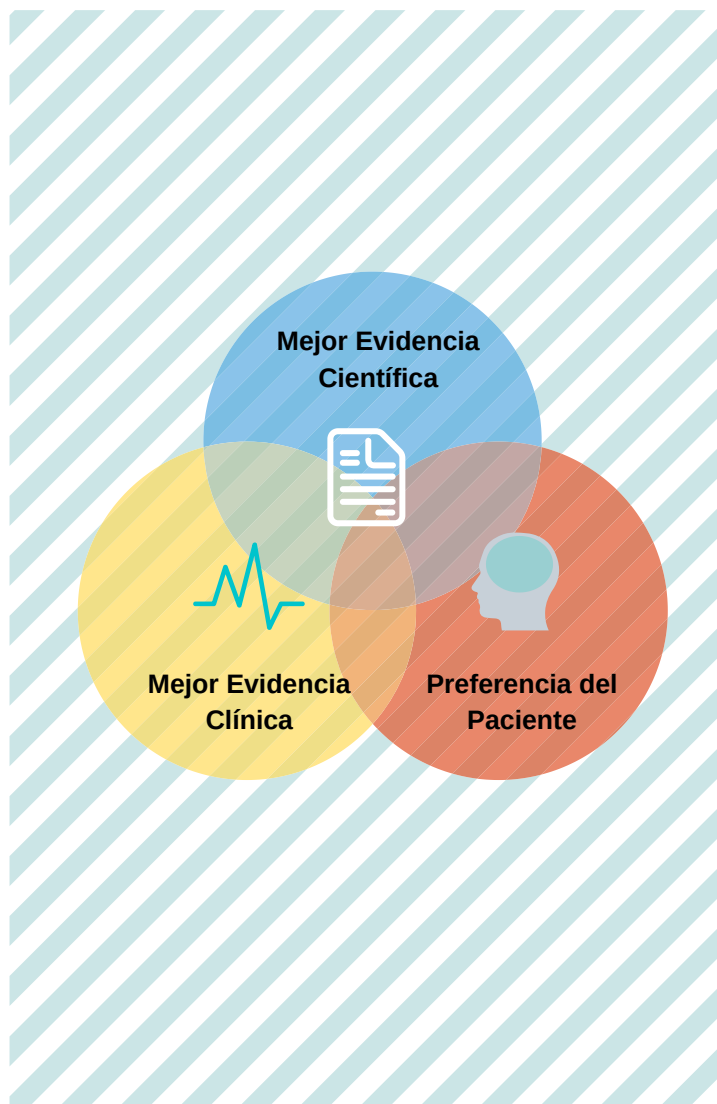 Mejor Evidencia
Científica
Mejor Evidencia
Clínica
Preferencia del
Paciente